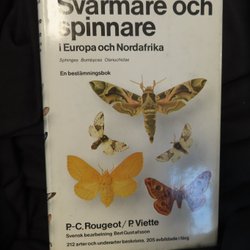 Svärmare och
spinnare
i Europa och Nordafrika
Sphinges Bombyces Ctenuchidae
En bestämningsbok
P-C. Rougeot/P. Viette
Svensk bearbetning Bert Gustafsson
212 arter och underarter beskrivna, 205 avbildade i färg